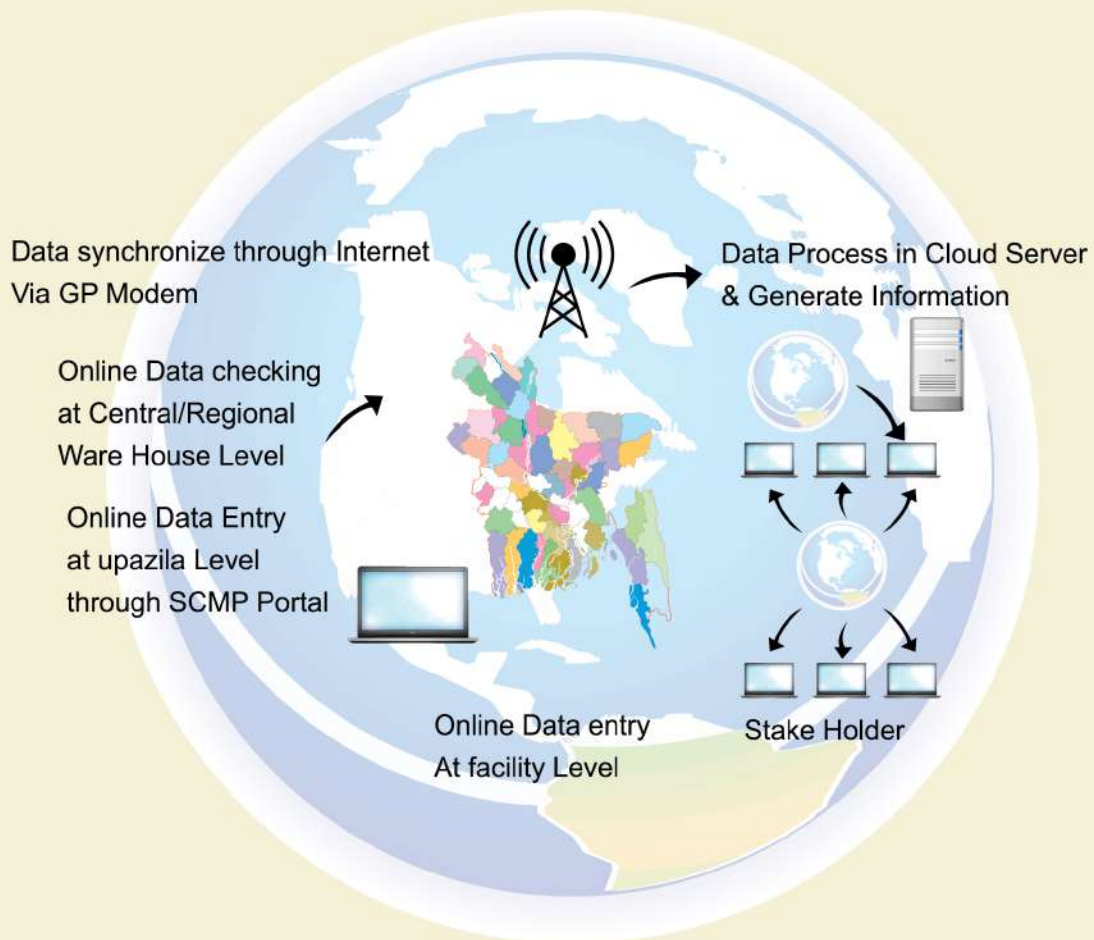 Data synchronize through Internet
Via GP Modem
Data Process in Cloud Server
& Generate Information
Online Data checking
at Central/Regional
Ware House Level
Online Data Entry
at upazila Level
through SCMP Portal
Online Data entry
At facility Level
Stake Holder